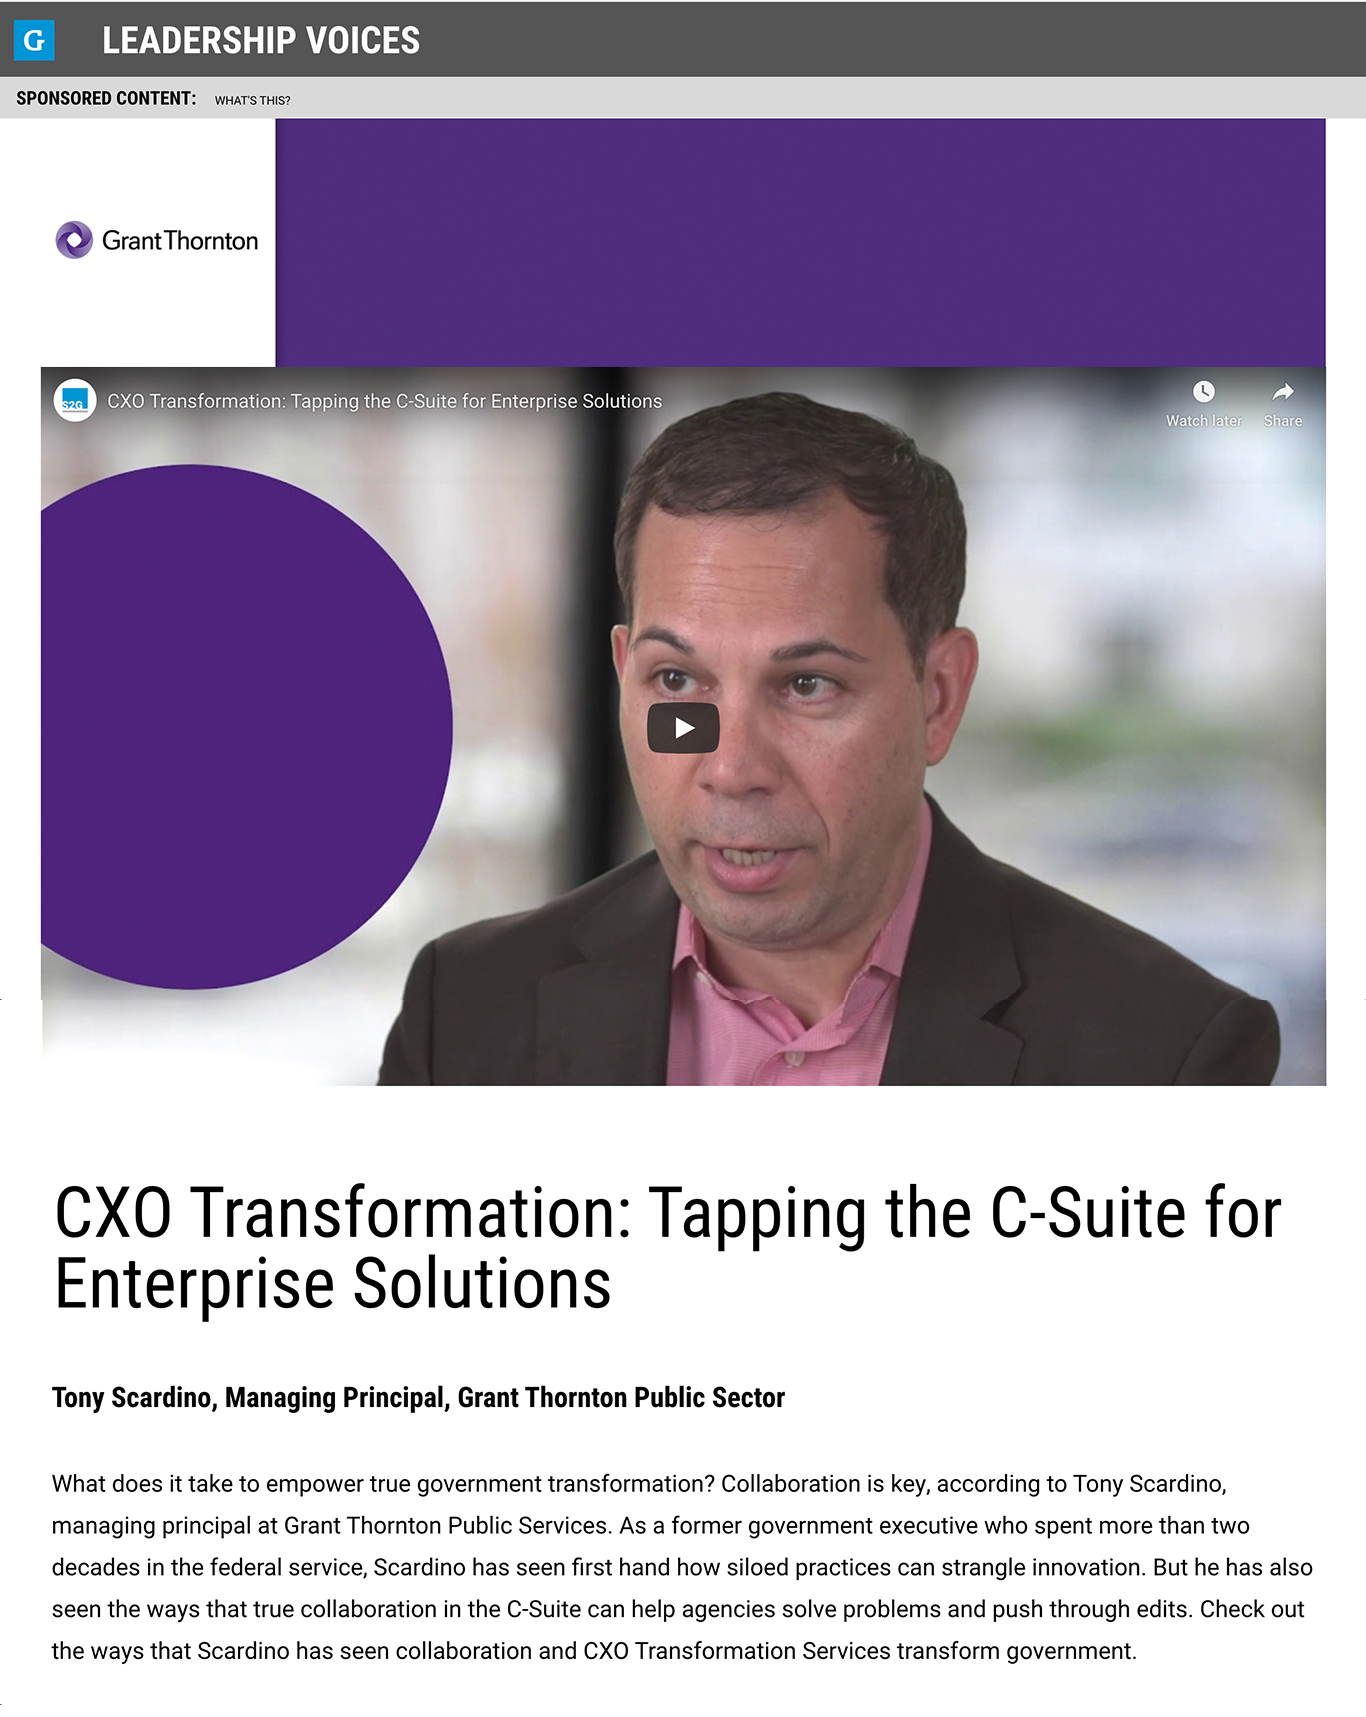 G
LEADERSHIP VOICES
SPONSORED CONTENT: WHAT'S THIS?
Grant Thornton
S2G
CXO Transformation: Tapping the C-Suite for Enterprise Solutions
Watch later
Share
CXO Transformation: Tapping the C-Suite for
Enterprise Solutions
Tony Scardino, Managing Principal, Grant Thornton Public Sector
What does it take to empower true government transformation? Collaboration is key, according to Tony Scardino,
managing principal at Grant Thornton Public Services. As a former government executive who spent more than two
decades in the federal service, Scardino has seen first hand how siloed practices can strangle innovation. But he has also
seen the ways that true collaboration in the C-Suite can help agencies solve problems and push through edits. Check out
the ways that Scardino has seen collaboration and CXO Transformation Services transform government.